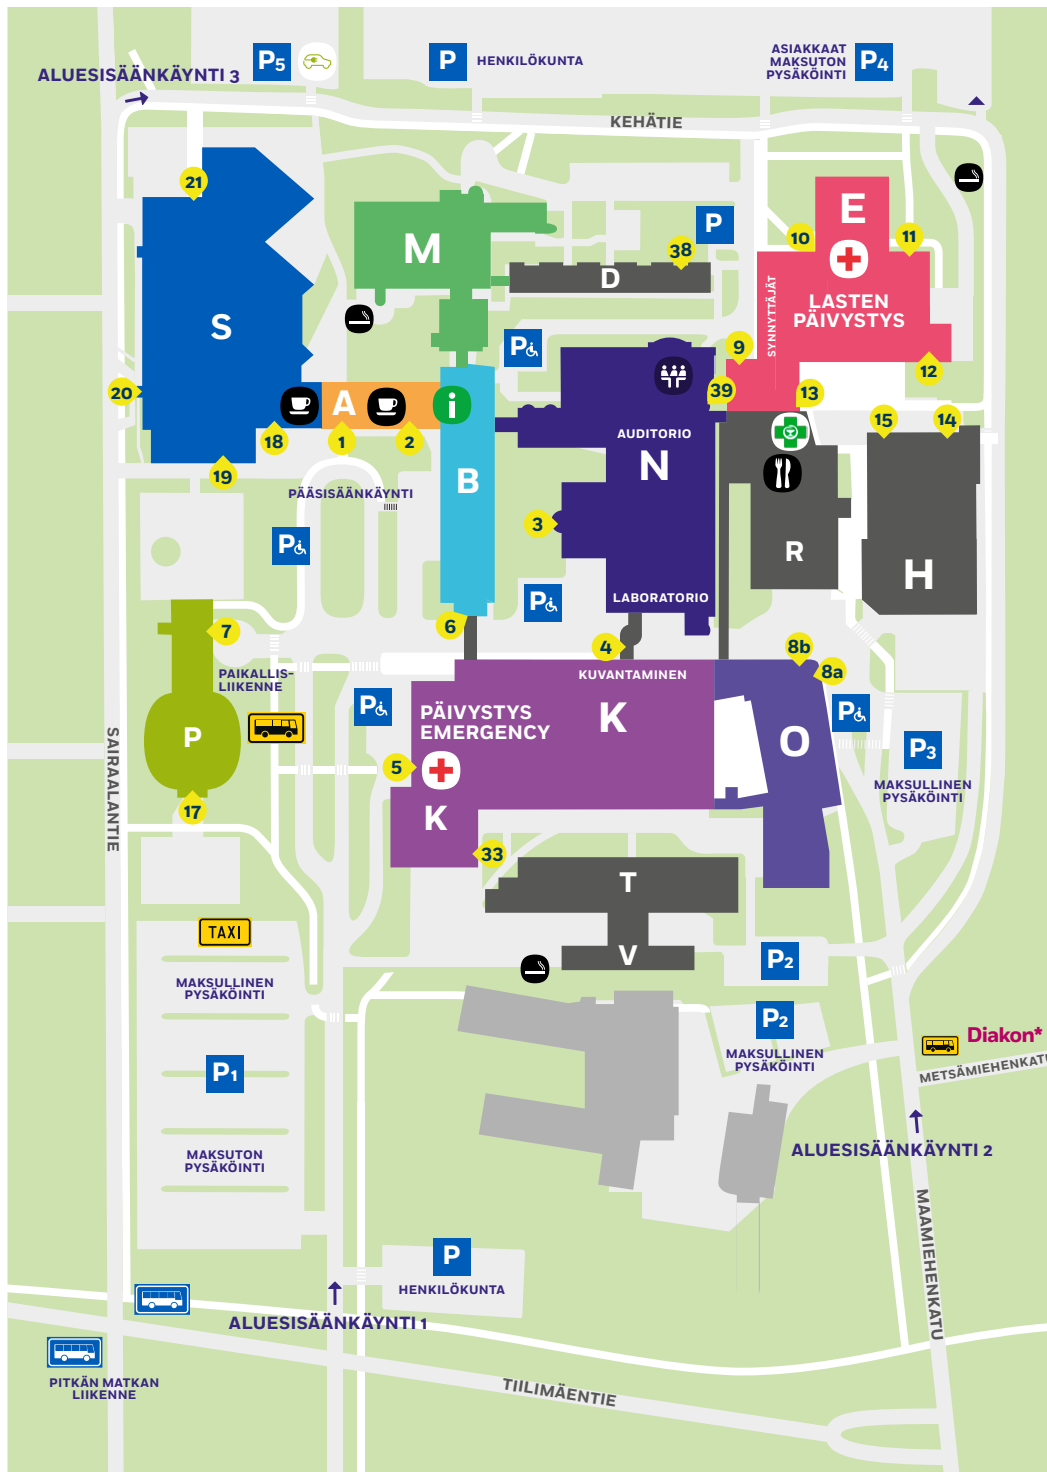 ALUESISÄÄNKÄYNTI 3
P5
P
HENKILÖKUNTA
ASIAKKAAT
MAKSUTON
PYSÄKÖINTI
P4
KEHÄTIE
21
M
P
38
D
E
10
11
SYNNYTTÄJÄT
LASTEN
PÄIVYSTYS
S
P
9
12
20
39
13
A
i
18
1
2
15
14
AUDITORIO
19
N
B
PÄÄSISÄÄNKÄYNTI
3
P
R
H
LABORATORIO
P
6
7
4
8b
8a
PAIKALLIS-
LIIKENNE
KUVANTAMINEN
P
PÄIVYSTYS
EMERGENCY
K
P
O
P
P3
SAIRAALANTIE
5
MAKSULLINEN
PYSÄKÖINTI
17
K
33
T
TAXI
V
P2
MAKSULLINEN
PYSÄKÖINTI
P2
MAKSULLINEN
PYSÄKÖINTI
Diakon*
METSÄMIEHENKATU
P1
ALUESISÄÄNKÄYNTI 2
MAKSUTON
PYSÄKÖINTI
MAAMIEHENKATU
P
HENKILÖKUNTA
ALUESISÄÄNKÄYNTI 1
PITKÄN MATKAN
LIIKENNE
TIILIMÄENTIE